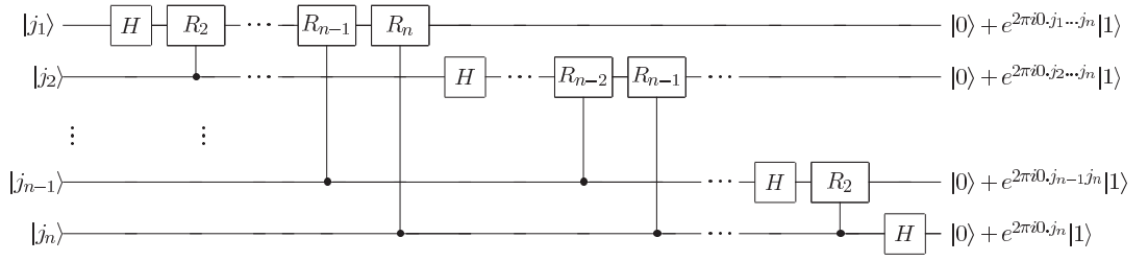 |j₁⟩ H R₂ ⋯ Rₙ₋₁ Rₙ |0⟩ + e^{2πi0.j₁⋯jₙ}|1⟩
|j₂⟩ ⋯ H ⋯ Rₙ₋₂ Rₙ₋₁ ⋯ |0⟩ + e^{2πi0.j₂⋯jₙ}|1⟩
⋮ ⋮
|jₙ₋₁⟩ ⋯ H R₂ |0⟩ + e^{2πi0.jₙ₋₁jₙ}|1⟩
|jₙ⟩ ⋯ H |0⟩ + e^{2πi0.jₙ}|1⟩